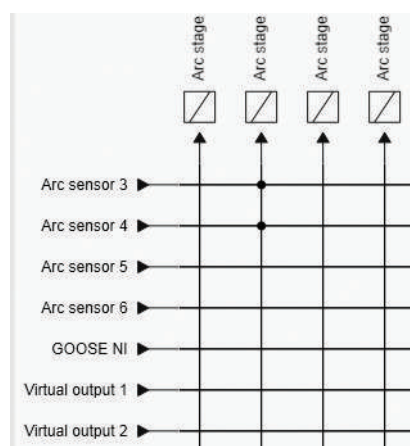 Arc stage
Arc stage
Arc stage
Arc stage
Arc sensor 3
Arc sensor 4
Arc sensor 5
Arc sensor 6
GOOSE NI
Virtual output 1
Virtual output 2